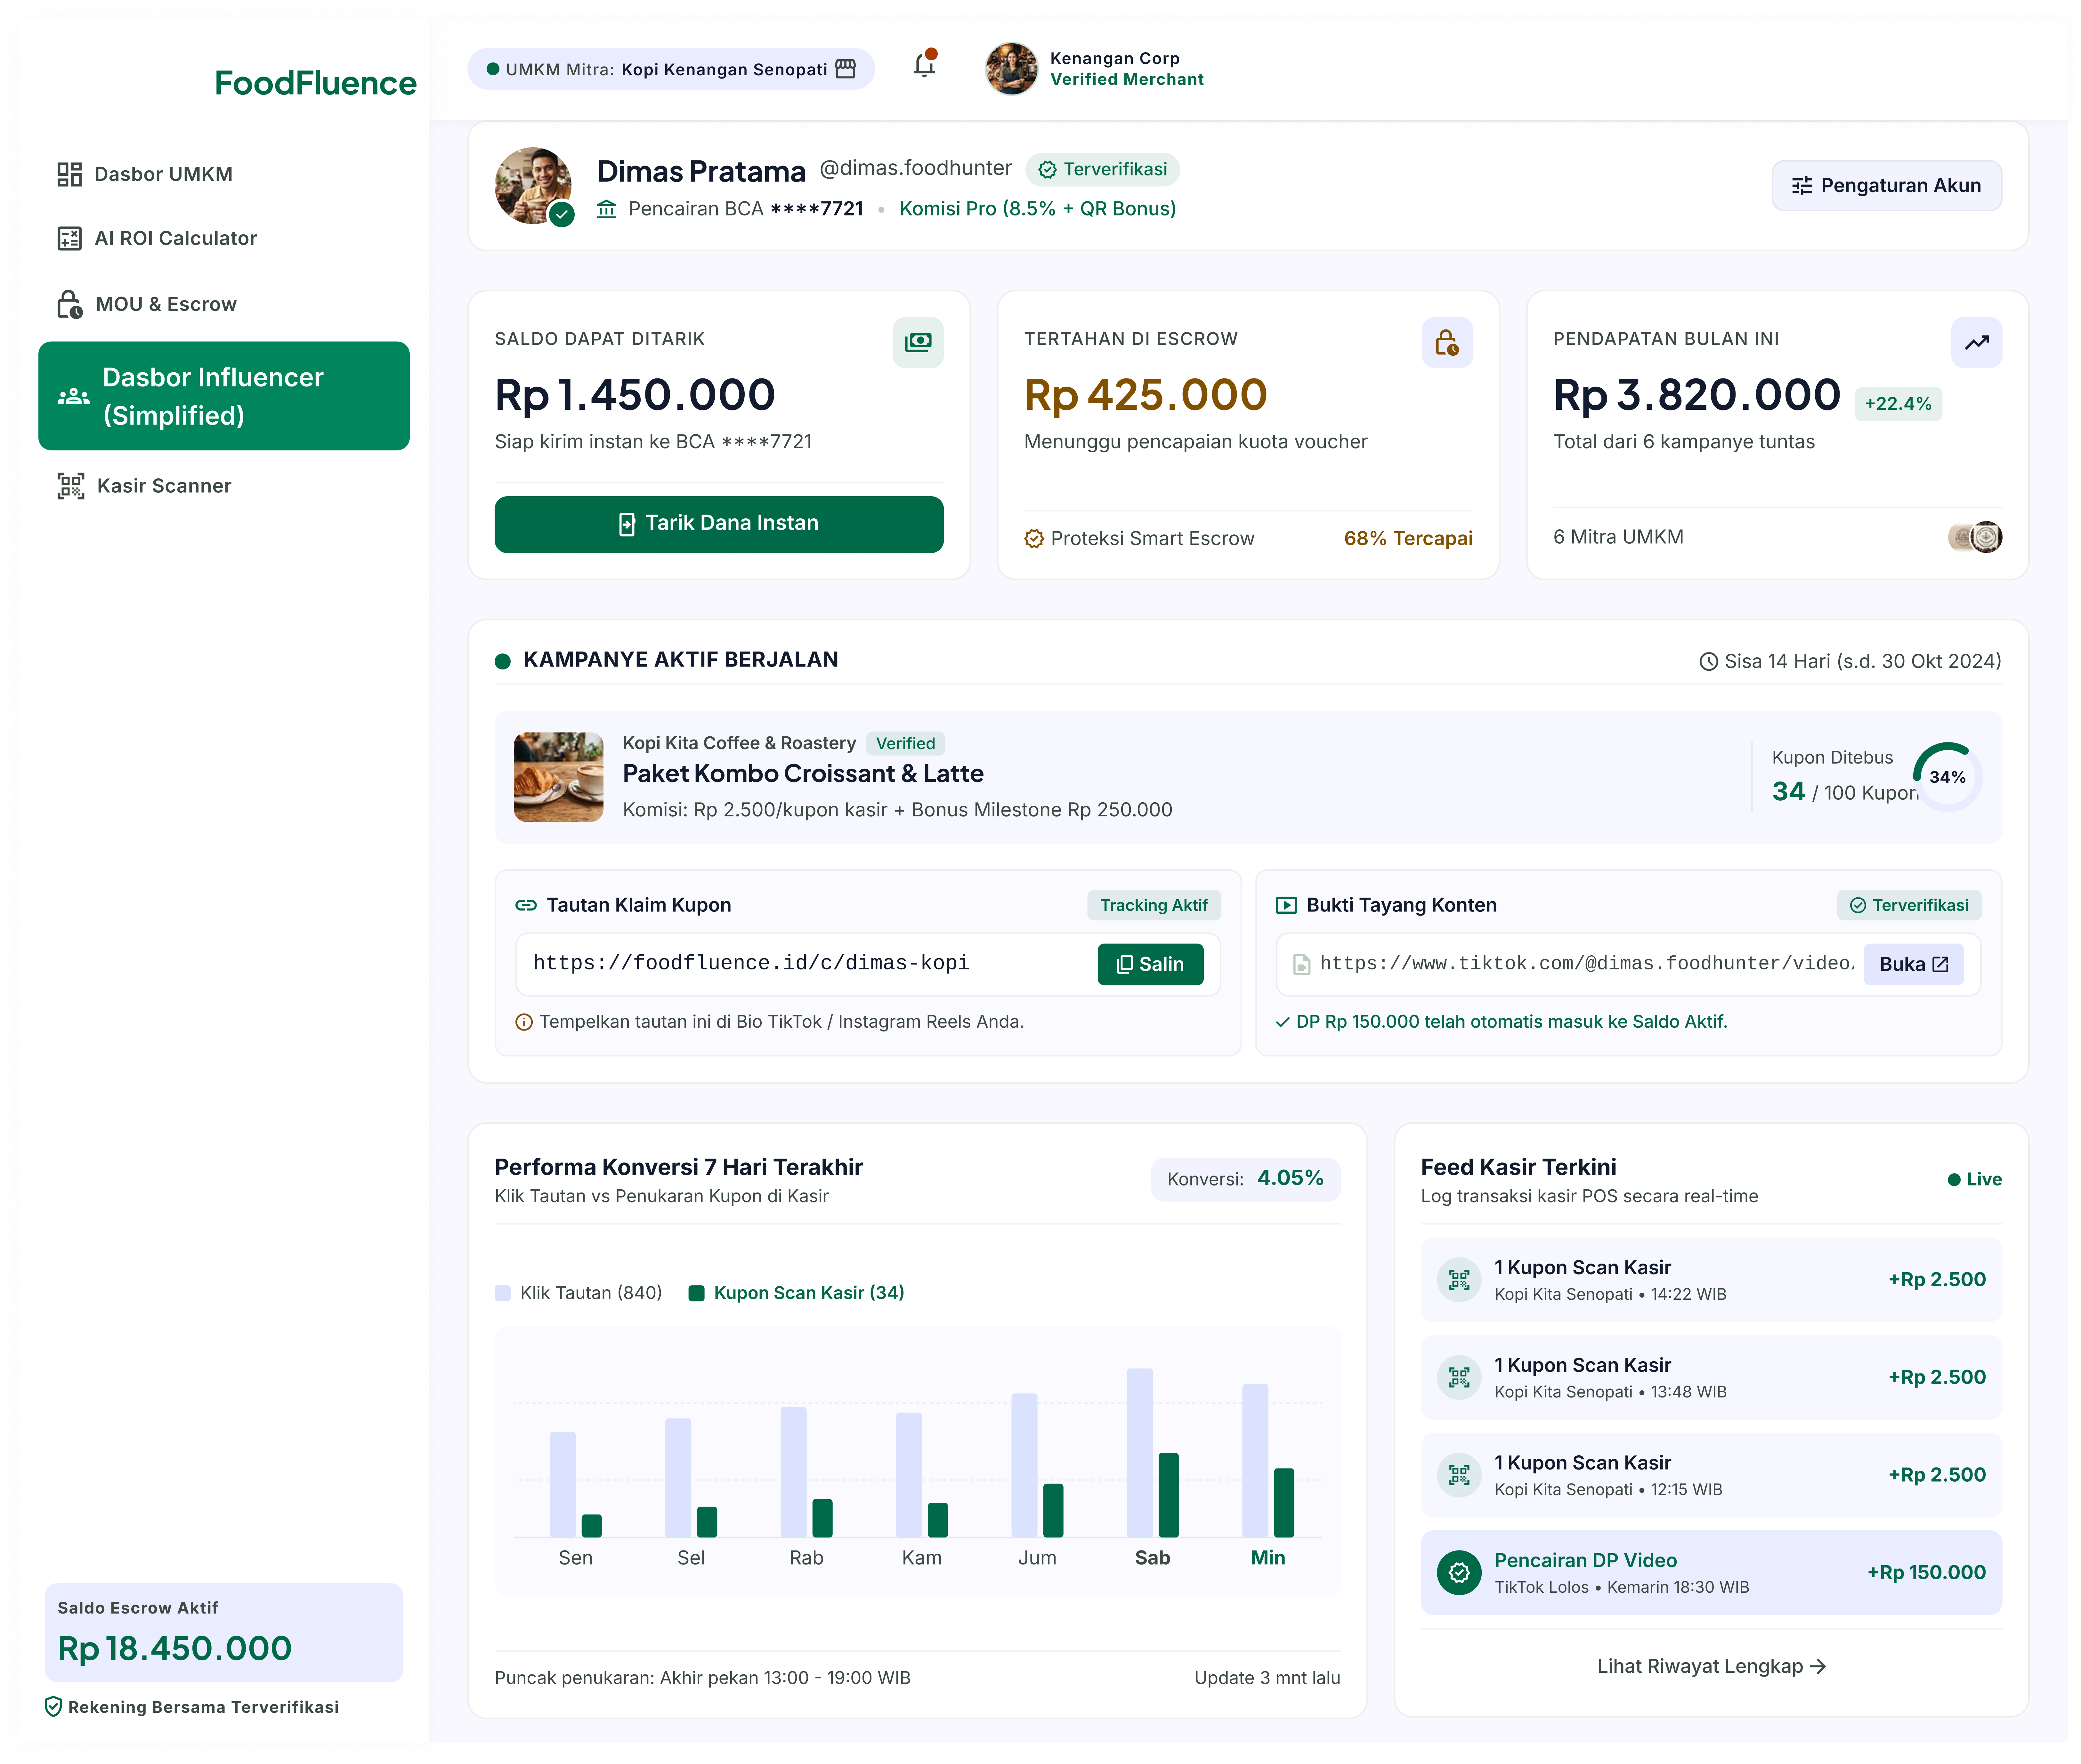 FoodFluence
Dasbor UMKM
AI ROI Calculator
MOU & Escrow
Dasbor Influencer
(Simplified)
Kasir Scanner
Saldo Escrow Aktif
Rp 18.450.000
Rekening Bersama Terverifikasi
UMKM Mitra: Kopi Kenangan Senopati
Kenangan Corp
Verified Merchant
Dimas Pratama @dimas.foodhunter Terverifikasi
Pencairan BCA ****7721 • Komisi Pro (8.5% + QR Bonus)
Pengaturan Akun
SALDO DAPAT DITARIK
Rp 1.450.000
Siap kirim instan ke BCA ****7721
Tarik Dana Instan
TERTAHAN DI ESCROW
Rp 425.000
Menunggu pencapaian kuota voucher
Proteksi Smart Escrow 68% Tercapai
PENDAPATAN BULAN INI
Rp 3.820.000 +22.4%
Total dari 6 kampanye tuntas
6 Mitra UMKM
KAMPANYE AKTIF BERJALAN
Sisa 14 Hari (s.d. 30 Okt 2024)
Kopi Kita Coffee & Roastery Verified
Paket Kombo Croissant & Latte
Komisi: Rp 2.500/kupon kasir + Bonus Milestone Rp 250.000
Kupon Ditebus
34 / 100 Kupon
34%
Tautan Klaim Kupon Tracking Aktif
https://foodfluence.id/c/dimas-kopi Salin
Tempelkan tautan ini di Bio TikTok / Instagram Reels Anda.
Bukti Tayang Konten Terverifikasi
https://www.tiktok.com/@dimas.foodhunter/video/ Buka
DP Rp 150.000 telah otomatis masuk ke Saldo Aktif.
Performa Konversi 7 Hari Terakhir
Klik Tautan vs Penukaran Kupon di Kasir
Konversi: 4.05%
Klik Tautan (840) Kupon Scan Kasir (34)
Sen Sel Rab Kam Jum Sab Min
Puncak penukaran: Akhir pekan 13:00 - 19:00 WIB Update 3 mnt lalu
Feed Kasir Terkini
Log transaksi kasir POS secara real-time
Live
1 Kupon Scan Kasir
Kopi Kita Senopati • 14:22 WIB
+Rp 2.500
1 Kupon Scan Kasir
Kopi Kita Senopati • 13:48 WIB
+Rp 2.500
1 Kupon Scan Kasir
Kopi Kita Senopati • 12:15 WIB
+Rp 2.500
Pencairan DP Video
TikTok Lolos • Kemarin 18:30 WIB
+Rp 150.000
Lihat Riwayat Lengkap